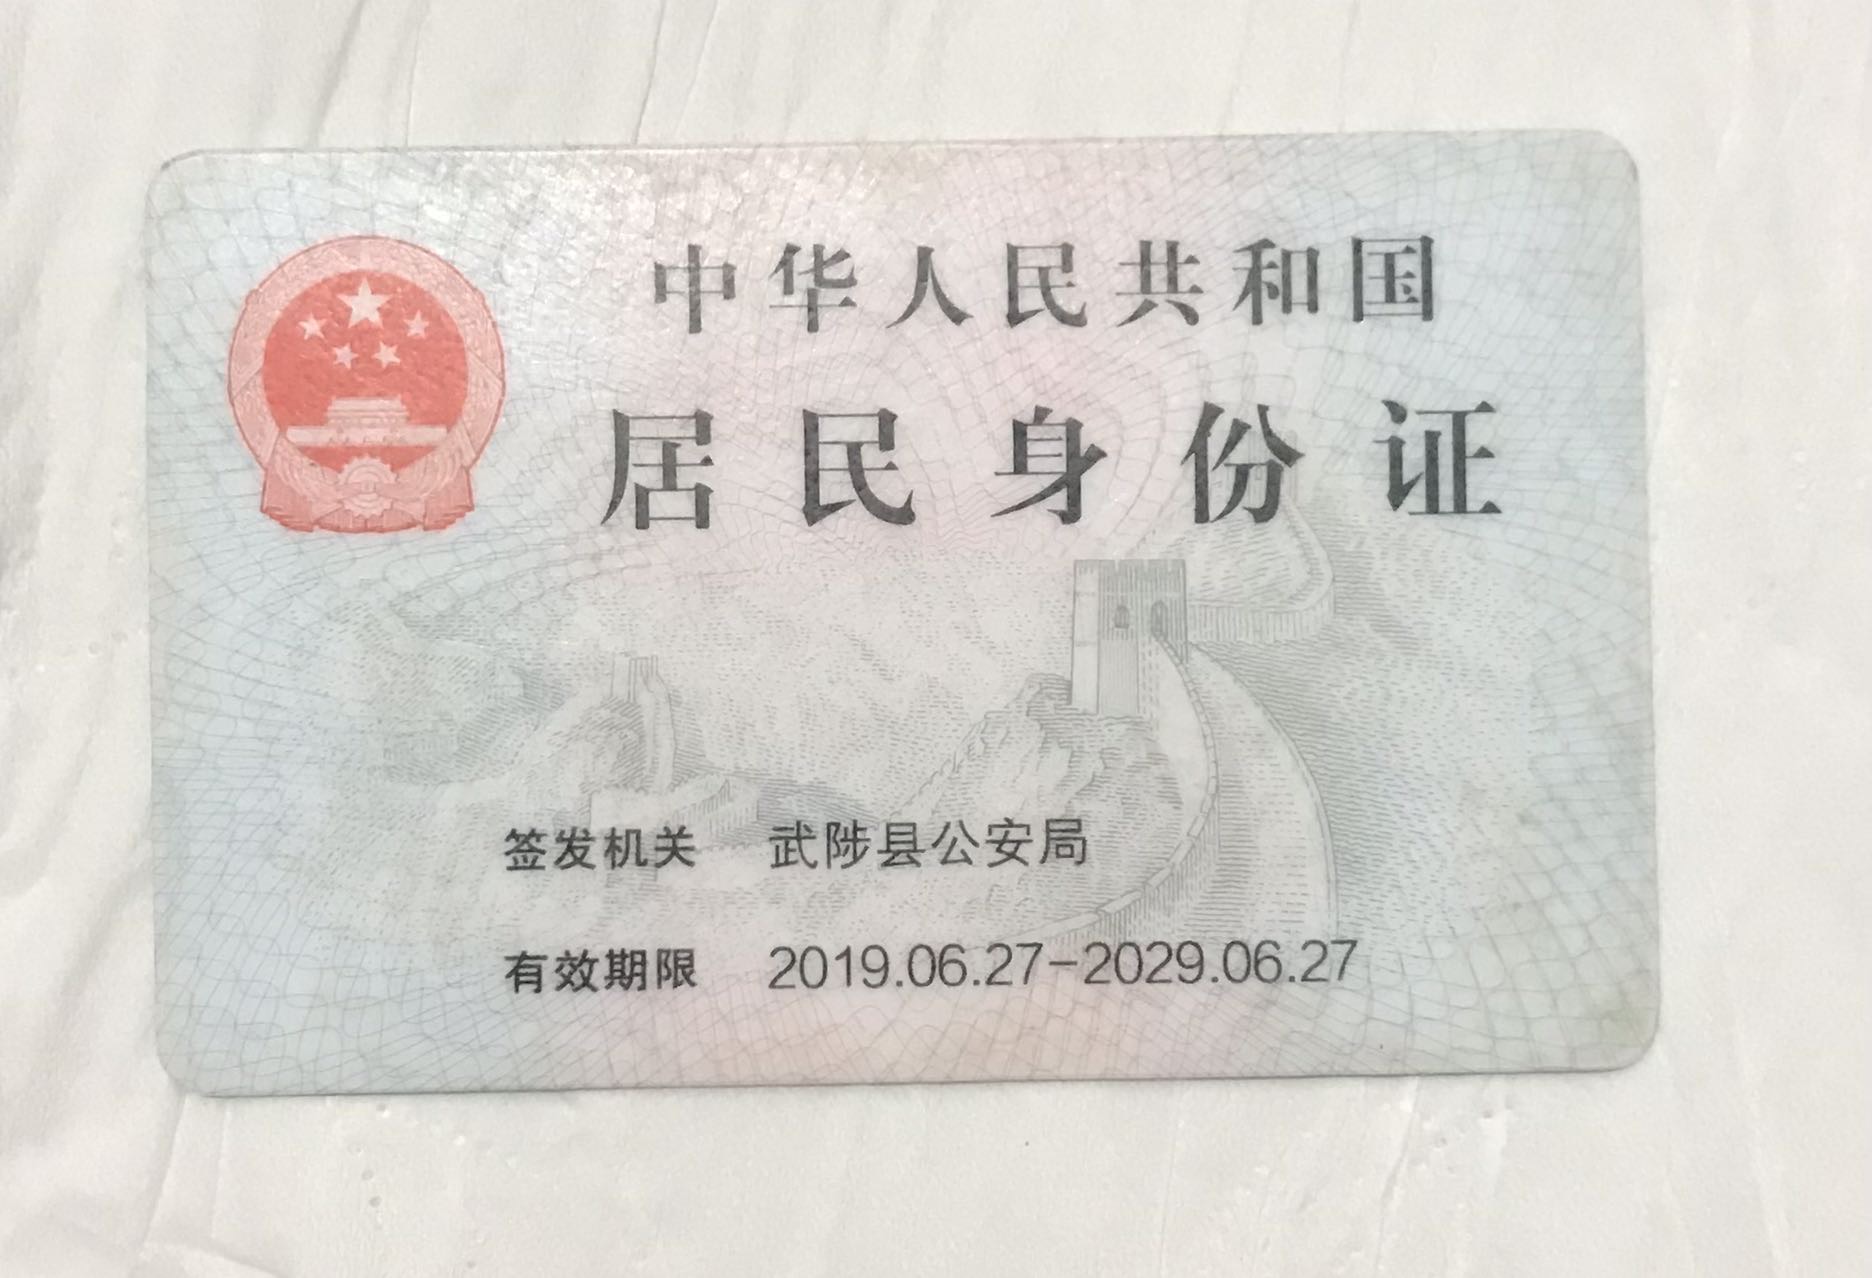 中华人民共和国
居民身份证
签发机关 武陟县公安局
有效期限 2019.06.27-2029.06.27